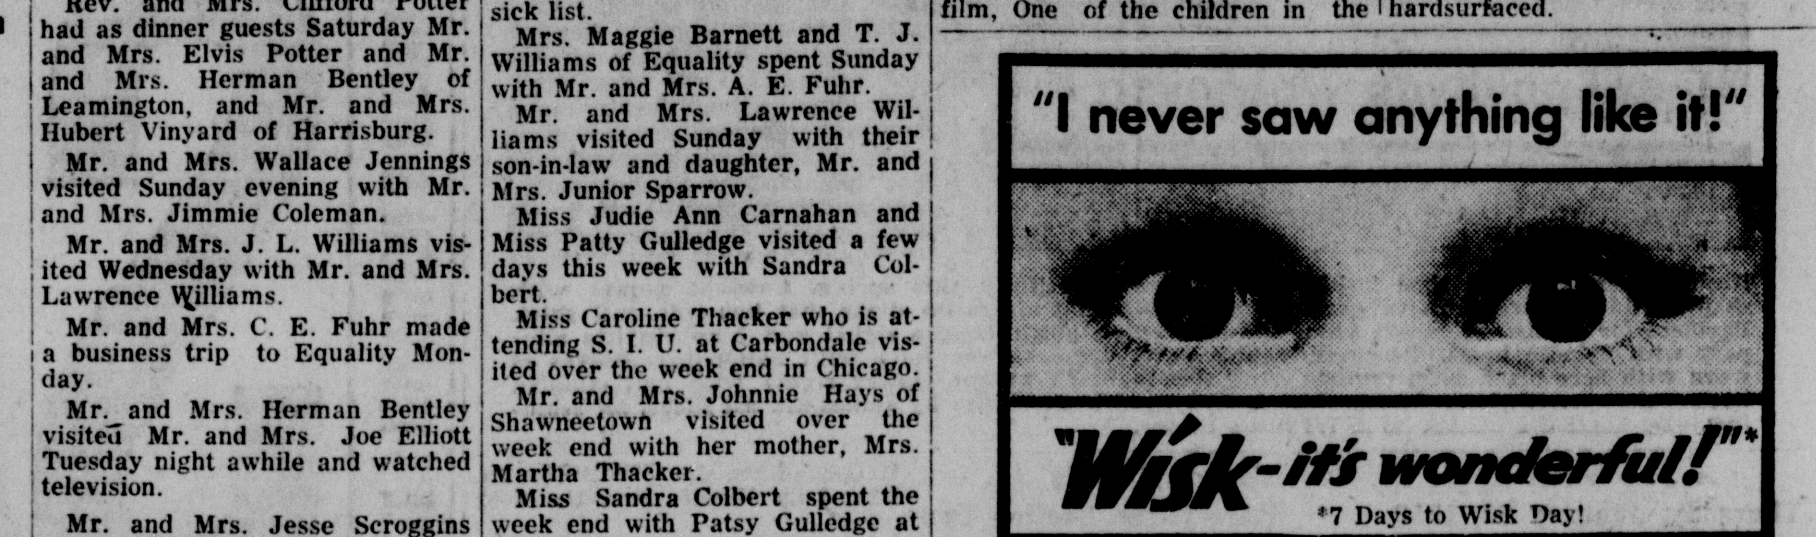 Rev. and Mrs. Clifford Potter
had as dinner guests Saturday Mr.
and Mrs. Elvis Potter and Mr.
and Mrs. Herman Bentley of
Leamington, and Mr. and Mrs.
Hubert Vinyard of Harrisburg.
Mr. and Mrs. Wallace Jennings
visited Sunday evening with Mr.
and Mrs. Jimmie Coleman.
Mr. and Mrs. J. L. Williams vis-
ited Wednesday with Mr. and Mrs.
Lawrence Williams.
Mr. and Mrs. C. E. Fuhr made
a business trip to Equality Mon-
day.
Mr. and Mrs. Herman Bentley
visited Mr. and Mrs. Joe Elliott
Tuesday night awhile and watched
television.
Mr. and Mrs. Jesse Scroggins
sick list.
Mrs. Maggie Barnett and T. J.
Williams of Equality spent Sunday
with Mr. and Mrs. A. E. Fuhr.
Mr. and Mrs. Lawrence Wil-
liams visited Sunday with their
son-in-law and daughter, Mr. and
Mrs. Junior Sparrow.
Miss Judie Ann Carnahan and
Miss Patty Gulledge visited a few
days this week with Sandra Col-
bert.
Miss Caroline Thacker who is at-
tending S. I. U. at Carbondale vis-
ited over the week end in Chicago.
Mr. and Mrs. Johnnie Hays of
Shawneetown visited over the
week end with her mother, Mrs.
Martha Thacker.
Miss Sandra Colbert spent the
week end with Patsy Gulledge at
film, One of the children in the
hardsurfaced.
"I never saw anything like it!"
"Wisk-it's wonderful!"*
*7 Days to Wisk Day!